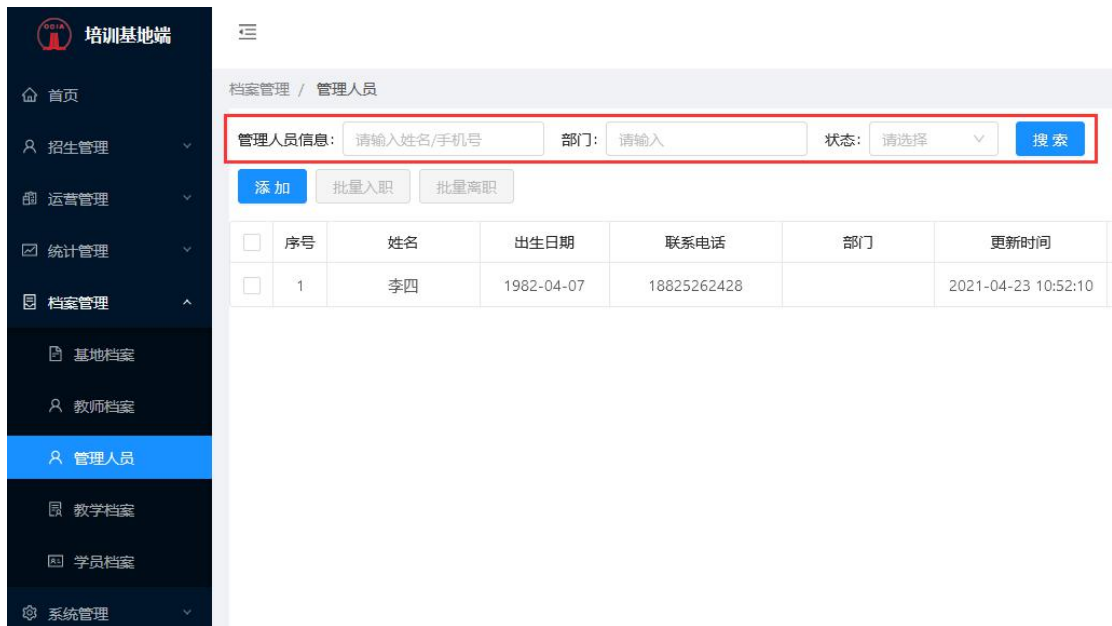 OCIA
培训基地端
首页
招生管理
运营管理
统计管理
档案管理
基地档案
教师档案
管理人员
教学档案
学员档案
系统管理
档案管理 / 管理人员
管理人员信息: 请输入姓名/手机号 部门: 请输入 状态: 请选择 搜索
添加 批量入职 批量离职
序号 姓名 出生日期 联系电话 部门 更新时间
1 李四 1982-04-07 18825262428 2021-04-23 10:52:10